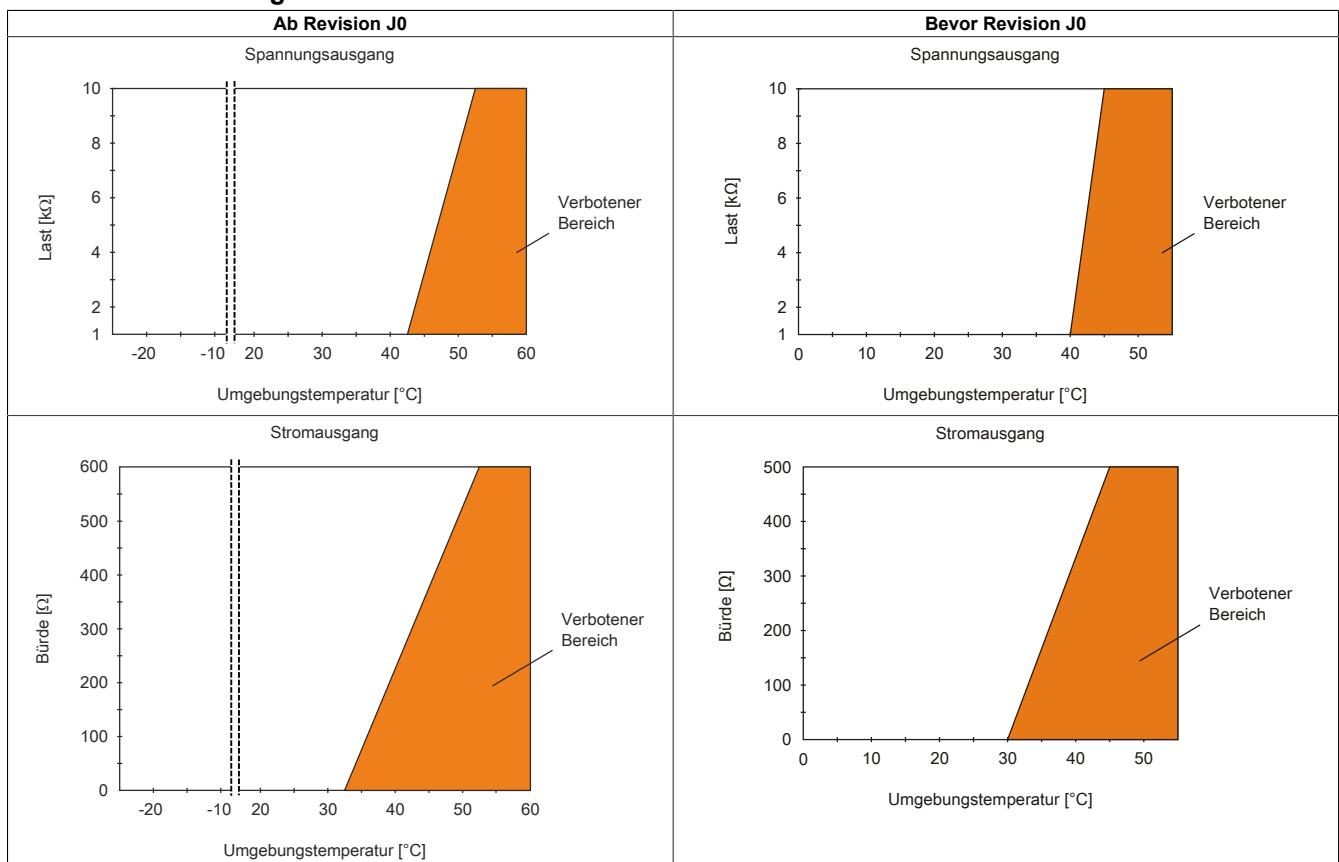 Ab Revision J0
Bevor Revision J0
Spannungsausgang
10
8
6
4
2
1
Last [kΩ]
-20 -10 20 30 40 50 60
Umgebungstemperatur [°C]
Verbotener
Bereich
Spannungsausgang
10
8
6
4
2
1
Last [kΩ]
0 10 20 30 40 50
Umgebungstemperatur [°C]
Verbotener
Bereich
Stromausgang
600
500
400
300
200
100
0
Bürde [Ω]
-20 -10 20 30 40 50 60
Umgebungstemperatur [°C]
Verbotener
Bereich
Stromausgang
500
400
300
200
100
0
Bürde [Ω]
0 10 20 30 40 50
Umgebungstemperatur [°C]
Verbotener
Bereich